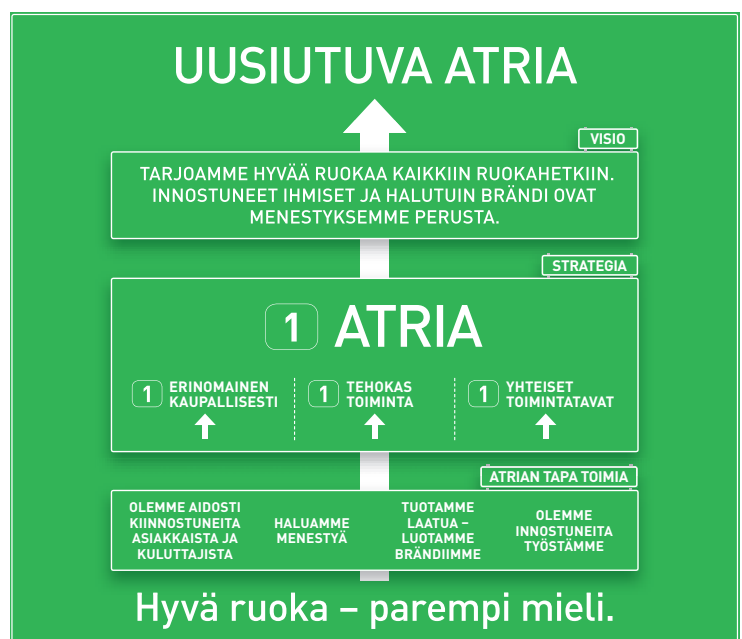 UUSIUTUVA ATRIA
VISIO
TARJOAMME HYVÄÄ RUOKAA KAIKKIIN RUOKAHETKIIN.
INNOSTUNEET IHMISET JA HALUTUIN BRÄNDI OVAT
MENESTYKSEMME PERUSTA.
STRATEGIA
1 ATRIA
1 ERINOMAINEN
KAUPALLISESTI
1 TEHOKAS
TOIMINTA
1 YHTEISET
TOIMINTATAVAT
ATRIAN TAPA TOIMIA
OLEMME AIDOSTI
KIINNOSTUNEITA
ASIAKKAISTA JA
KULUTTAJISTA
HALUAMME
MENESTYÄ
TUOTAMME
LAATUA –
LUOTAMME
BRÄNDIIMME
OLEMME
INNOSTUNEITA
TYÖSTÄMME
Hyvä ruoka – parempi mieli.